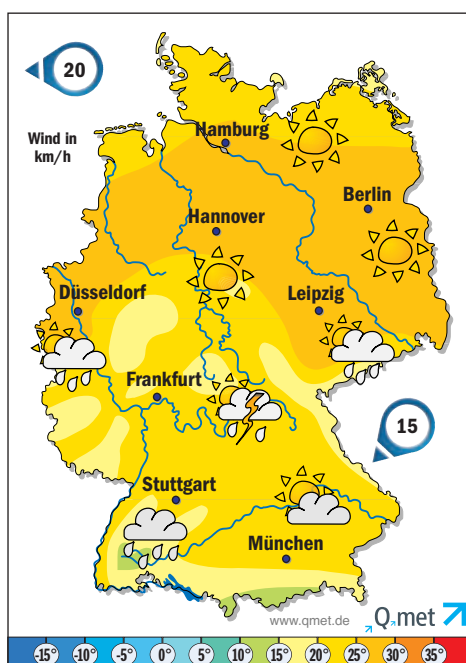 20
Wind in
km/h
Hamburg
Berlin
Hannover
Düsseldorf
Leipzig
Frankfurt
15
Stuttgart
München
www.qmet.de
Q.met
-15° -10° -5° 0° 5° 10° 15° 20° 25° 30° 35°